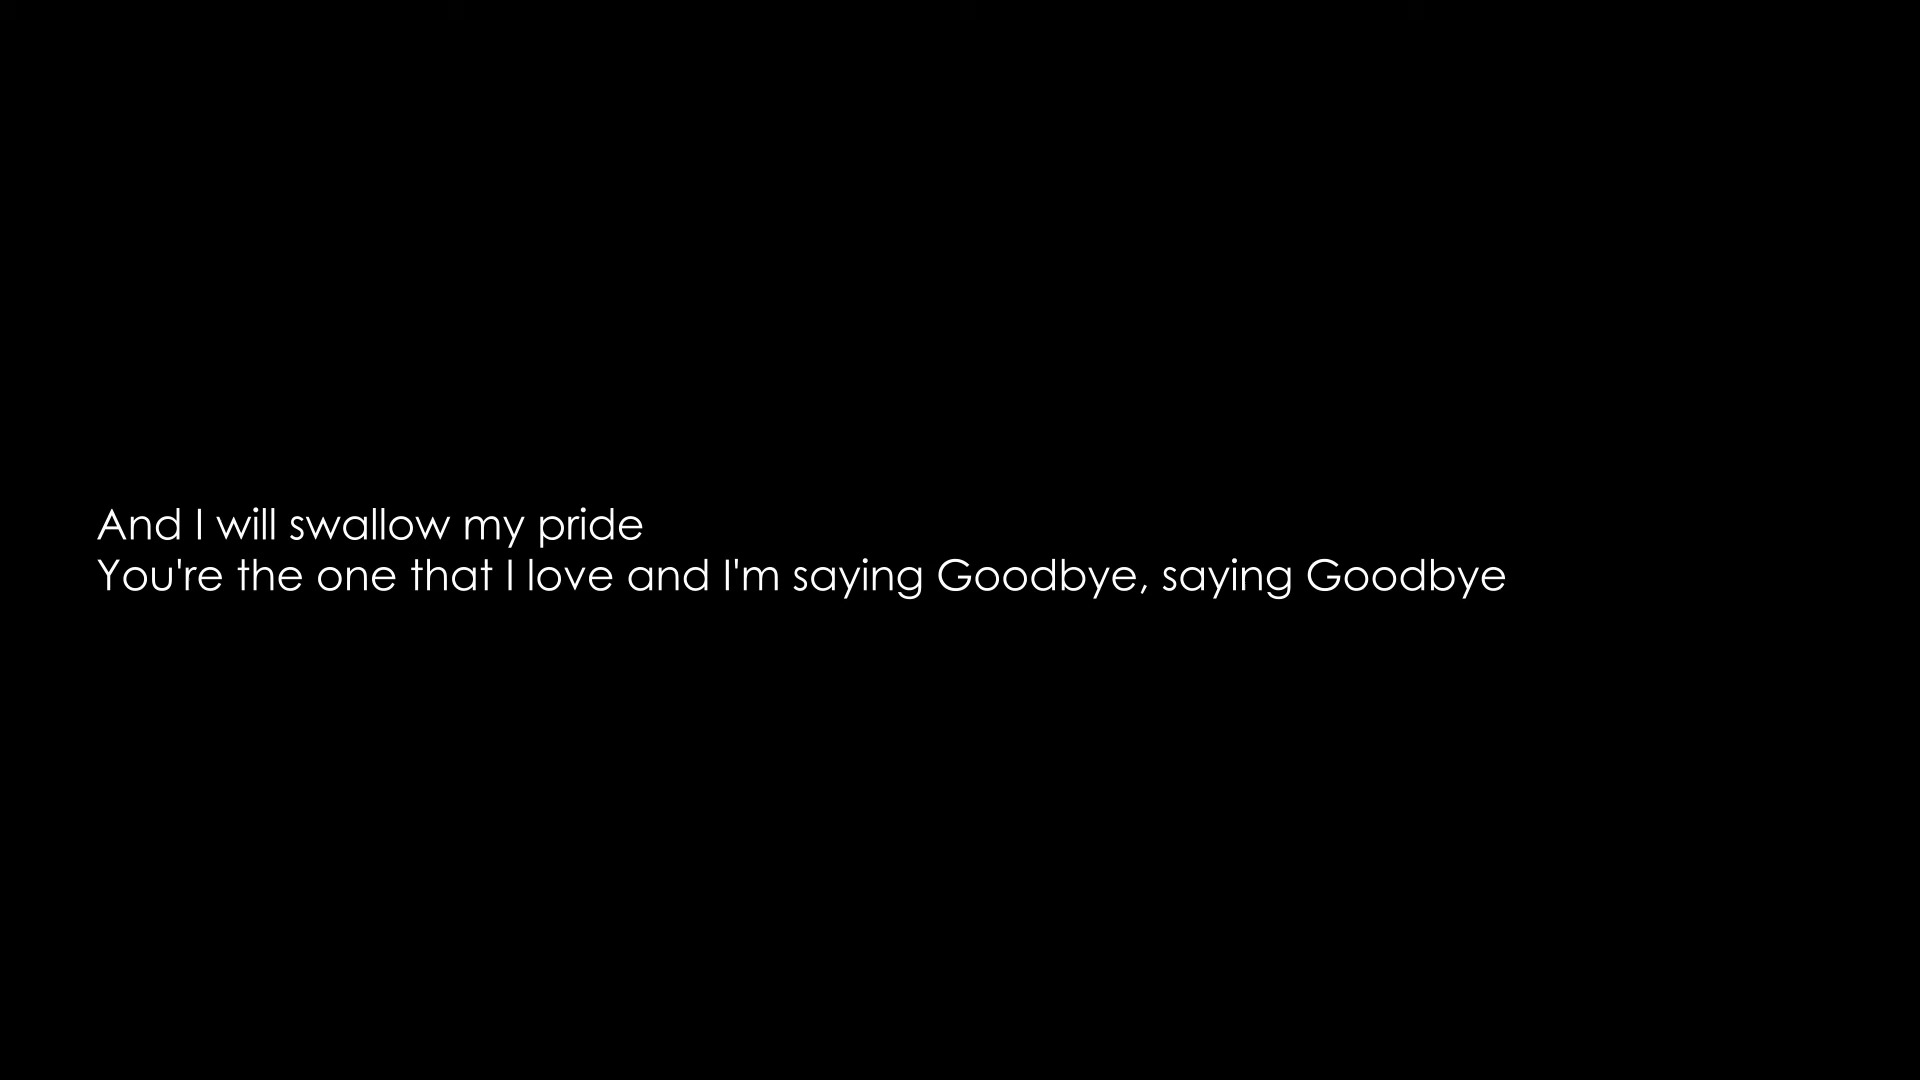 And I will swallow my pride
You're the one that I love and I'm saying Goodbye, saying Goodbye